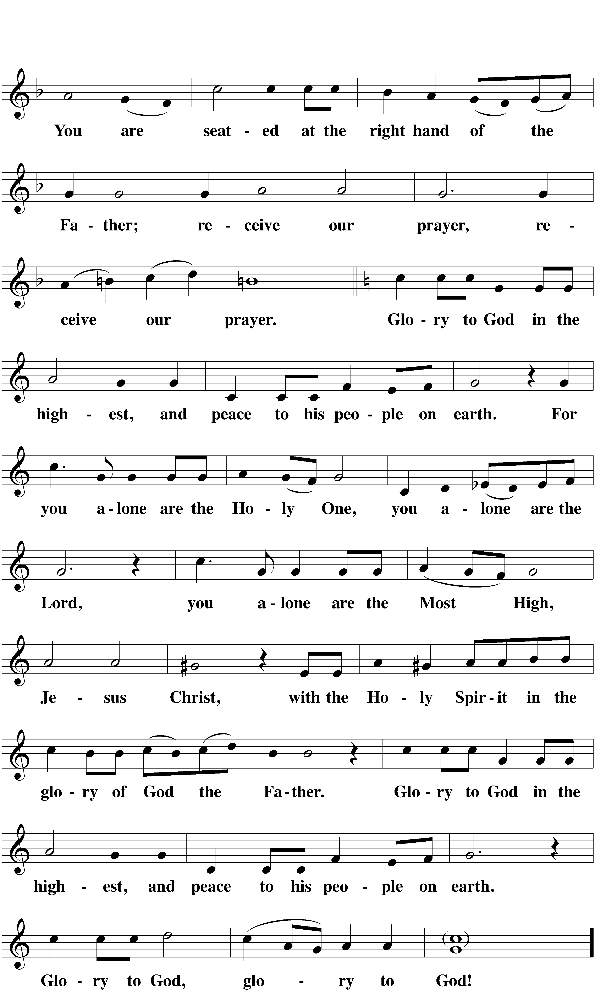 You are seat - ed at the right hand of the
Fa - ther; re - ceive our prayer, re -
ceive our prayer. Glo - ry to God in the
high - est, and peace to his peo - ple on earth. For
you a - lone are the Ho - ly One, you a - lone are the
Lord, you a - lone are the Most High,
Je - sus Christ, with the Ho - ly Spir - it in the
glo - ry of God the Fa - ther. Glo - ry to God in the
high - est, and peace to his peo - ple on earth.
Glo - ry to God, glo - ry to God!